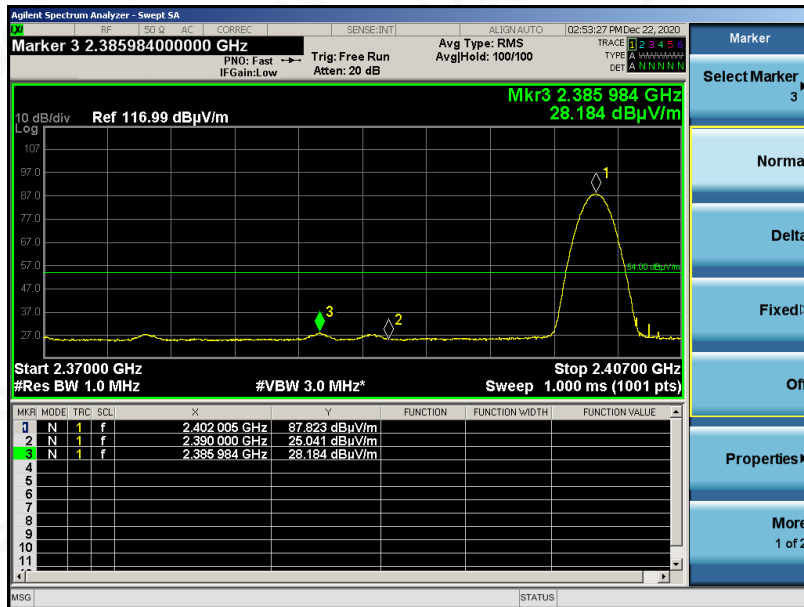 Agilent Spectrum Analyzer - Swept SA
LXI RF 50 Ω AC CORREC SENSE:INT ALIGN AUTO 02:53:27 PM Dec 22, 2020
Marker 3 2.385984000000 GHz
PNO: Fast
IFGain:Low
Trig: Free Run
Atten: 20 dB
Avg Type: RMS
Avg|Hold: 100/100
TRACE 1 2 3 4 5 6
TYPE A WWWWW
DET A N N N N N
Mkr3 2.385 984 GHz
28.184 dBµV/m
10 dB/div Ref 116.99 dBµV/m
Log
107
97.0
87.0
77.0
67.0
57.0
47.0
37.0
27.0
1
2
3
54.00 dBµV/m
Start 2.37000 GHz Stop 2.40700 GHz
#Res BW 1.0 MHz #VBW 3.0 MHz* Sweep 1.000 ms (1001 pts)
MKR MODE TRC SCL X Y FUNCTION FUNCTION WIDTH FUNCTION VALUE
1 N 1 f 2.402 005 GHz 87.823 dBµV/m
2 N 1 f 2.390 000 GHz 25.041 dBµV/m
3 N 1 f 2.385 984 GHz 28.184 dBµV/m
4
5
6
7
8
9
10
11
MSG STATUS
Marker
Select Marker
3
Norma
Delta
Fixed
Off
Properties
More
1 of 2